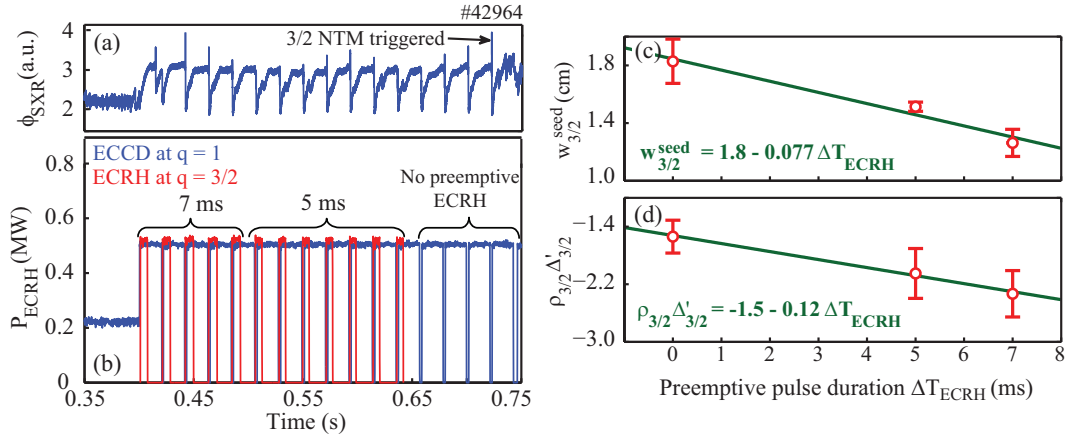 #42964
(a)
3/2 NTM triggered
ϕSXR(a.u.)
4
3
2
ECCD at q = 1
ECRH at q = 3/2
No preemptive
ECRH
7 ms
5 ms
PECRH(MW)
0.8
0.6
0.4
0.2
0
(b)
0.35
0.45
0.55
0.65
0.75
Time (s)
(c)
w3/2seed (cm)
1.8
1.4
1.0
w3/2seed = 1.8 - 0.077 ΔTECRH
(d)
ρ3/2Δ'3/2
−1.4
−2.2
−3.0
ρ3/2Δ'3/2 = -1.5 - 0.12 ΔTECRH
0 1 2 3 4 5 6 7 8
Preemptive pulse duration ΔTECRH (ms)